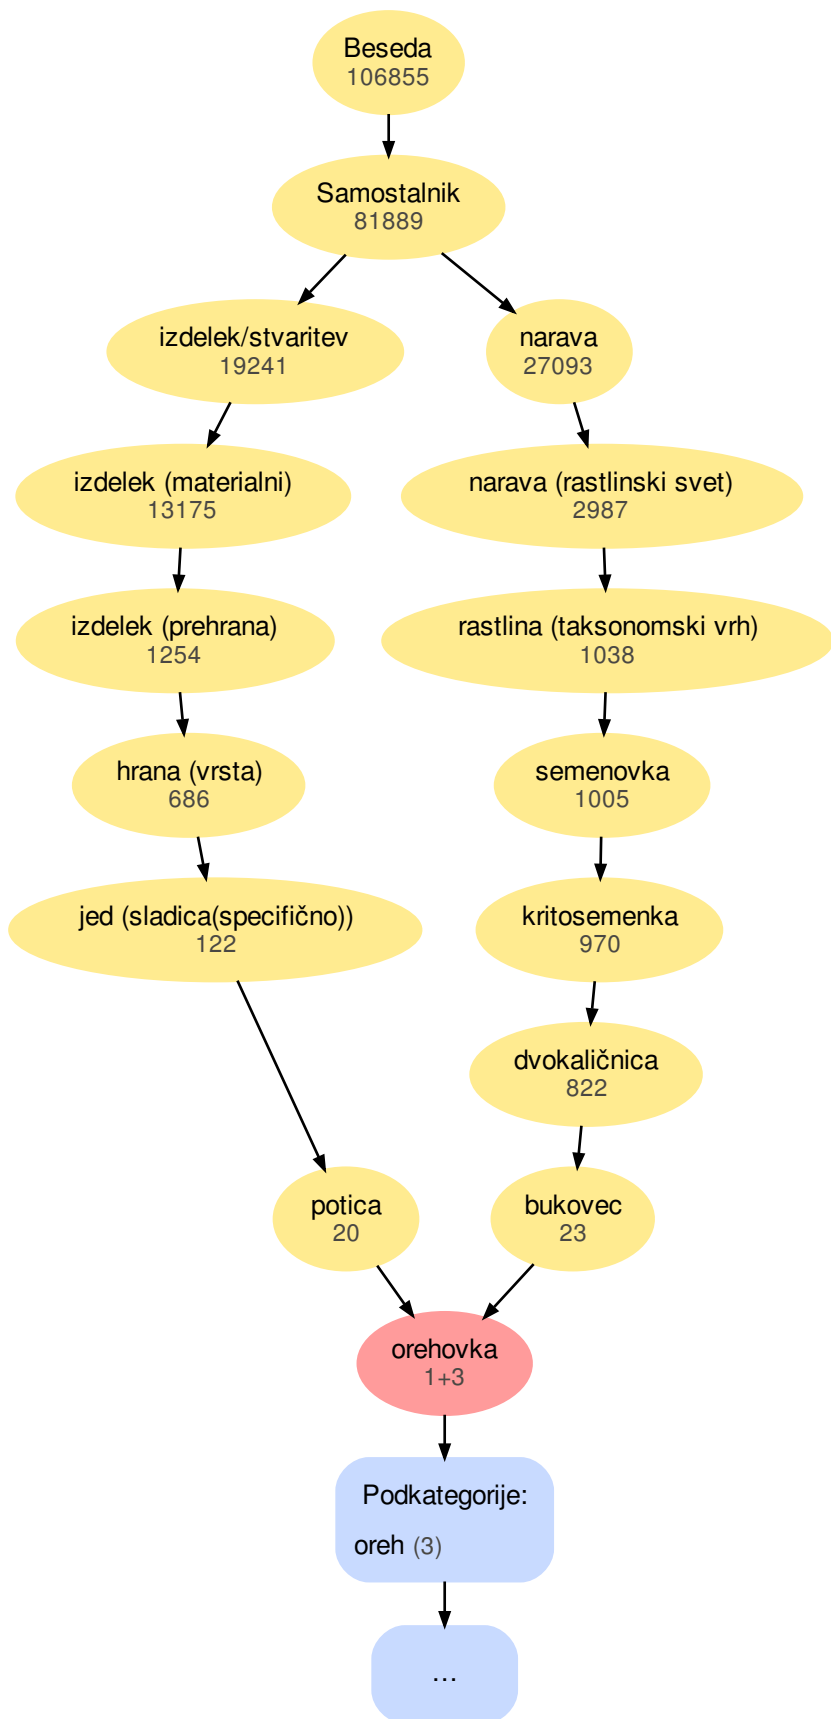 Beseda
106855
Samostalnik
81889
izdelek/stvaritev
19241
narava
27093
izdelek (materialni)
13175
narava (rastlinski svet)
2987
izdelek (prehrana)
1254
rastlina (taksonomski vrh)
1038
hrana (vrsta)
686
semenovka
1005
jed (sladica(specifično))
122
kritosemenka
970
dvokaličnica
822
potica
20
bukovec
23
orehovka
1+3
Podkategorije:
oreh (3)
...